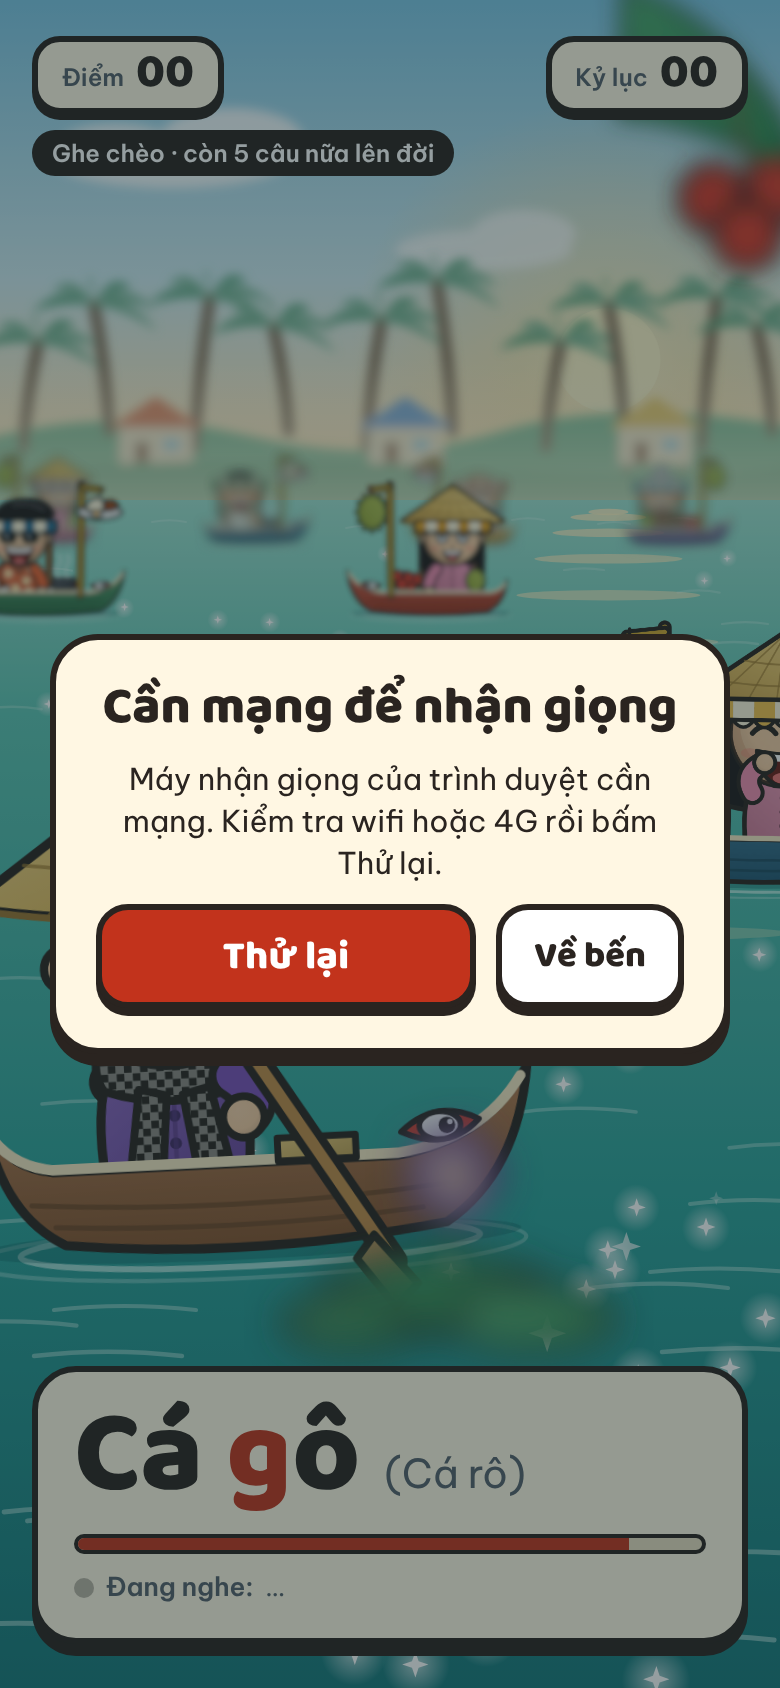 Điểm 00
Kỷ lục 00
Ghe chèo · còn 5 câu nữa lên đời
Cần mạng để nhận giọng
Máy nhận giọng của trình duyệt cần
mạng. Kiểm tra wifi hoặc 4G rồi bấm
Thử lại.
Thử lại
Về bến
Cá gô (Cá rô)
Đang nghe: ...